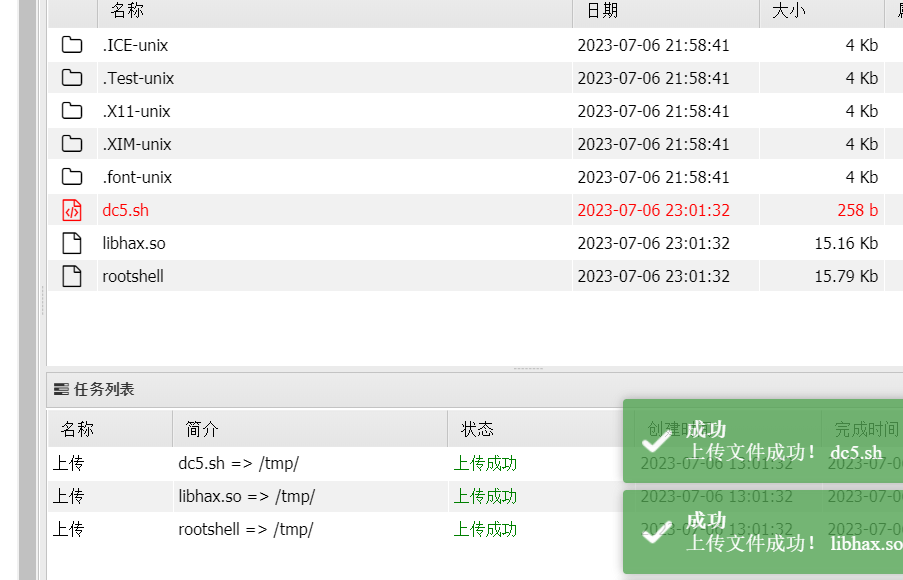 名称 日期 大小
.ICE-unix 2023-07-06 21:58:41 4 Kb
.Test-unix 2023-07-06 21:58:41 4 Kb
.X11-unix 2023-07-06 21:58:41 4 Kb
.XIM-unix 2023-07-06 21:58:41 4 Kb
.font-unix 2023-07-06 21:58:41 4 Kb
dc5.sh 2023-07-06 23:01:32 258 b
libhax.so 2023-07-06 23:01:32 15.16 Kb
rootshell 2023-07-06 23:01:32 15.79 Kb
任务列表
名称 简介 状态 创建时间 完成时间
上传 dc5.sh => /tmp/ 上传成功 2023-07-06 13:01:32 2023-07-0
上传 libhax.so => /tmp/ 上传成功 2023-07-06 13:01:32 2023-07-0
上传 rootshell => /tmp/ 上传成功 2023-07-06 13:01:32 2023-07-0
成功
上传文件成功! dc5.sh
成功
上传文件成功! libhax.so